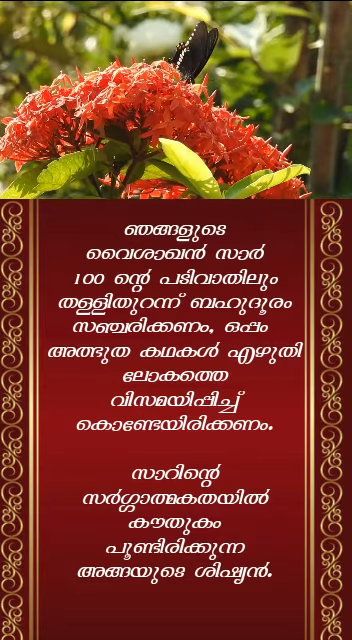 ഞങ്ങളുടെ
വൈശാഖൻ സാർ
100 ന്റെ പടിവാതിലും
തള്ളിതുറന്ന് ബഹുദൂരം
സഞ്ചരിക്കണം, ഒപ്പം
അത്ഭുത കഥകൾ എഴുതി
ലോകത്തെ
വിസമയിപ്പിച്ച്
കൊണ്ടേയിരിക്കണം.
സാറിന്റെ
സർഗ്ഗാത്മകതയിൽ
കൗതുകം
പൂണ്ടിരിക്കുന്ന
അങ്ങയുടെ ശിഷ്യൻ.